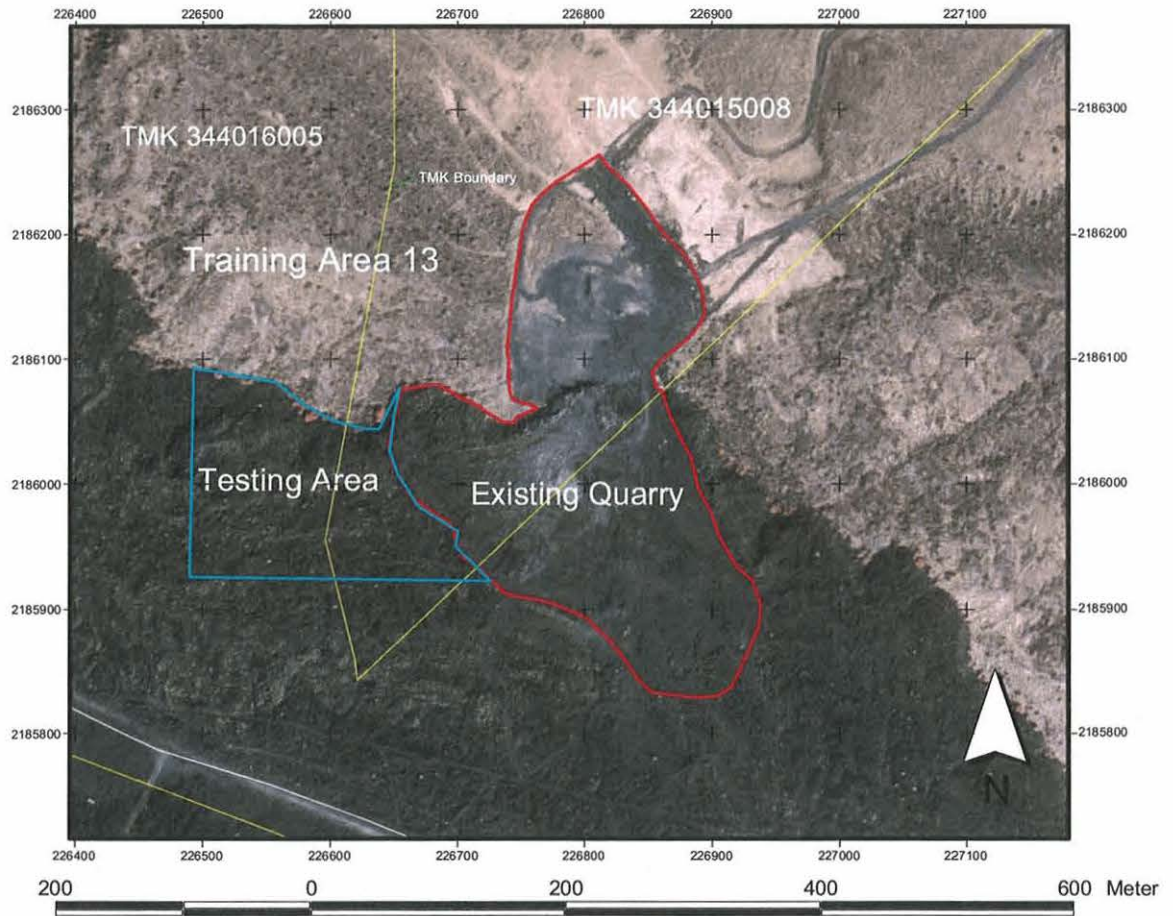 226400 226500 226600 226700 226800 226900 227000 227100
2186300 2186300
TMK 344015008
TMK 344016005
TMK Boundary
2186200 2186200
Training Area 13
2186100 2186100
2186000 2186000
Testing Area
Existing Quarry
2185900 2185900
2185800 2185800
N
226400 226500 226600 226700 226800 226900 227000 227100
200 0 200 400 600 Meter